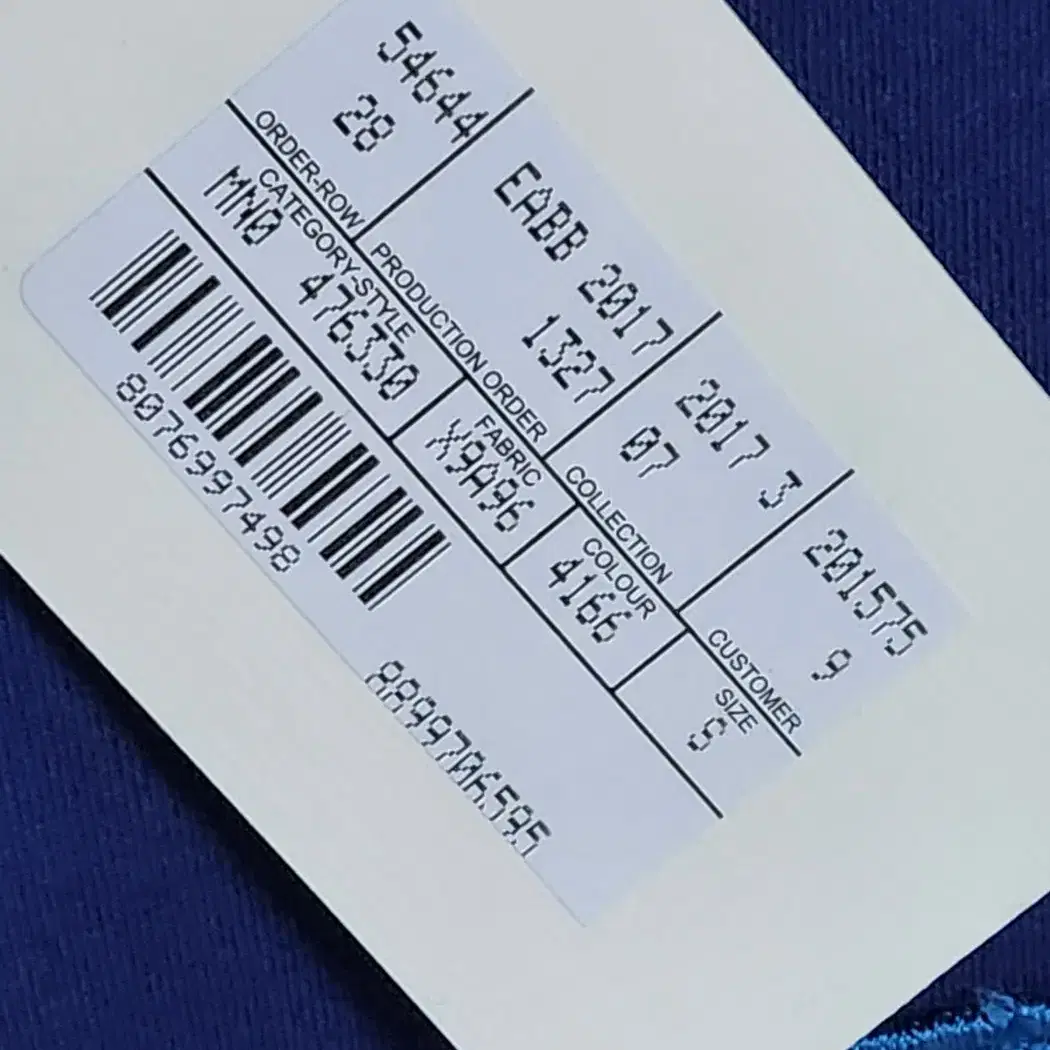 54644 EABB 2017 2017 3 201575
28 1327 07 9
ORDER-ROW PRODUCTION ORDER COLLECTION CUSTOMER
CATEGORY-STYLE FABRIC COLOUR SIZE
MN0 476330 X9A96 4166 S
8076997498
8899706595